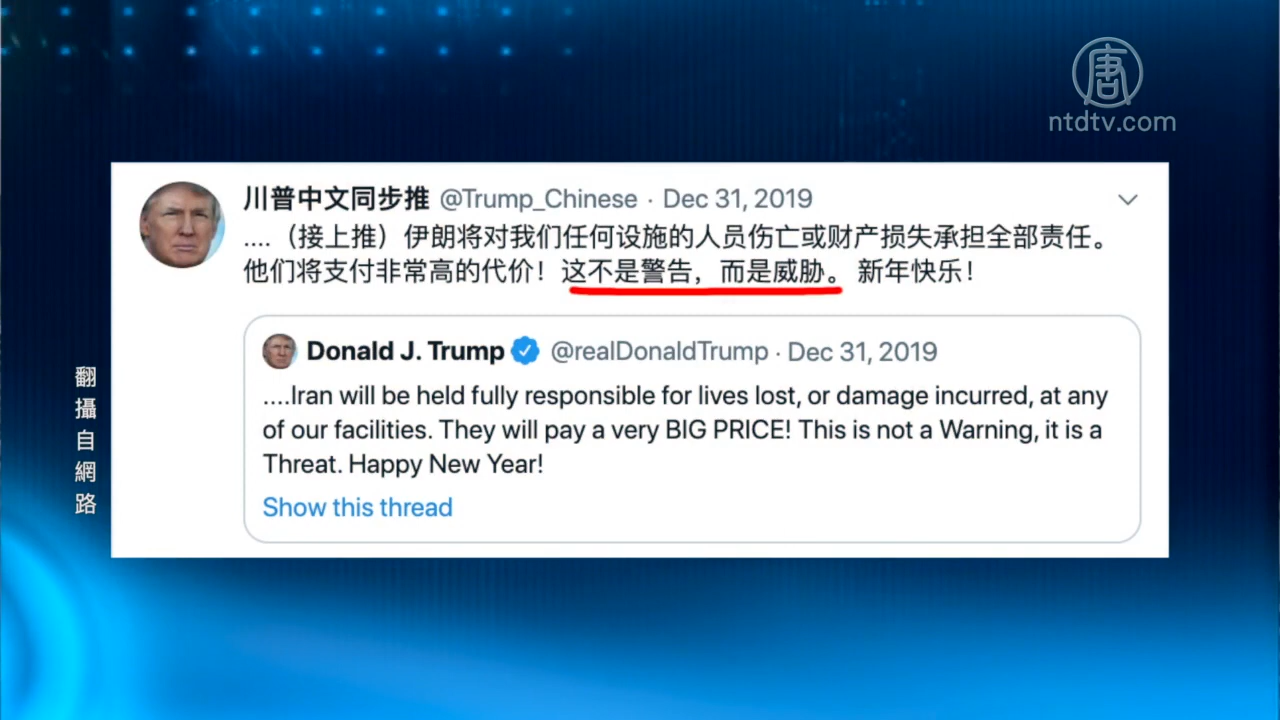 唐
ntdtv.com
川普中文同步推 @Trump_Chinese · Dec 31, 2019
....（接上推）伊朗将对我们任何设施的人员伤亡或财产损失承担全部责任。
他们将支付非常高的代价！这不是警告，而是威胁。 新年快乐！
Donald J. Trump @realDonaldTrump · Dec 31, 2019
....Iran will be held fully responsible for lives lost, or damage incurred, at any
of our facilities. They will pay a very BIG PRICE! This is not a Warning, it is a
Threat. Happy New Year!
Show this thread
翻攝自網路